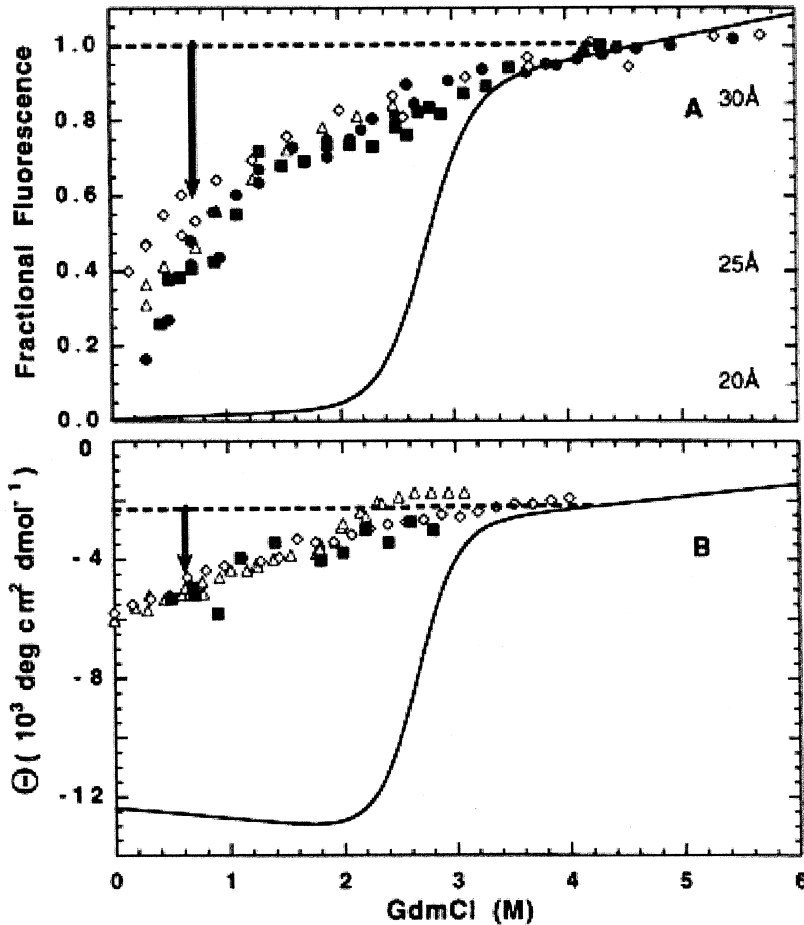 1.0
0.8
0.6
0.4
0.2
0.0
Fractional Fluorescence
A
30Å
25Å
20Å
0
-4
-8
-12
Θ( 10³ deg cm² dmol⁻¹ )
B
0 1 2 3 4 5 6
GdmCl (M)